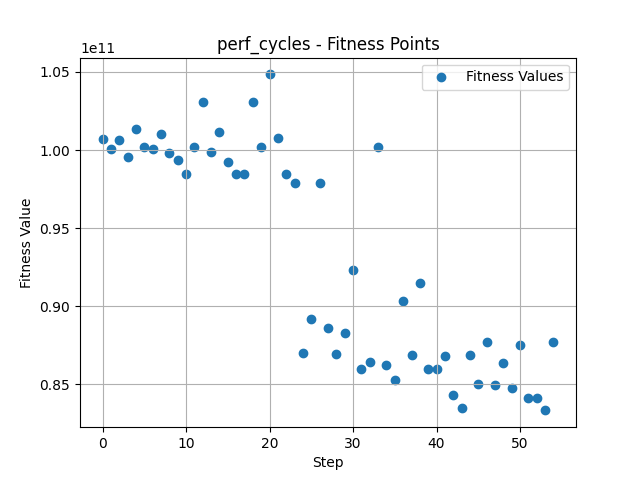 perf_cycles - Fitness Points
1e11
1.05
1.00
0.95
0.90
0.85
Fitness Value
Fitness Values
0
10
20
30
40
50
Step